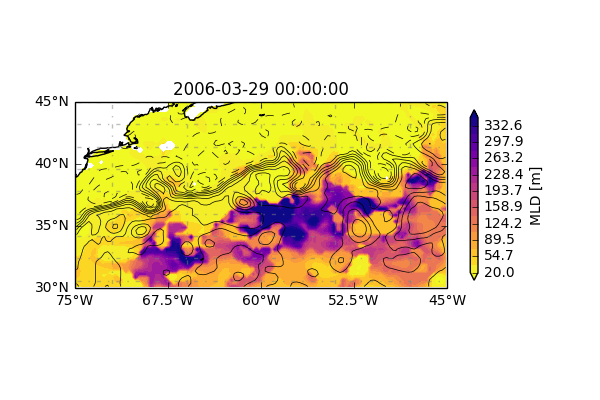 2006-03-29 00:00:00
45°N
40°N
35°N
30°N
75°W
67.5°W
60°W
52.5°W
45°W
332.6
297.9
263.2
228.4
193.7
158.9
124.2
89.5
54.7
20.0
MLD [m]